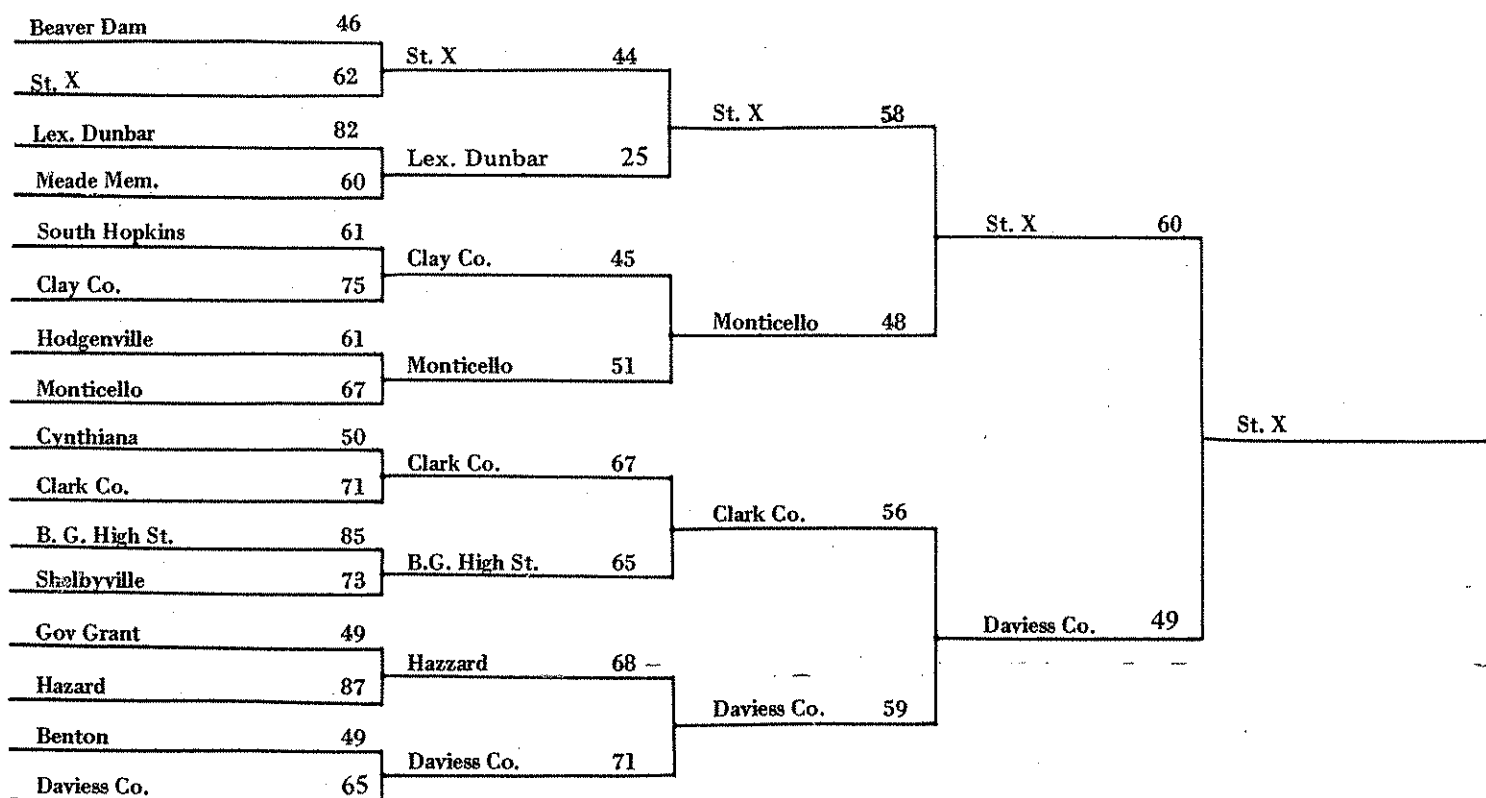 Beaver Dam 46
St. X 62
Lex. Dunbar 82
Meade Mem. 60
South Hopkins 61
Clay Co. 75
Hodgenville 61
Monticello 67
Cynthiana 50
Clark Co. 71
B. G. High St. 85
Shelbyville 73
Gov Grant 49
Hazard 87
Benton 49
Daviess Co. 65
St. X 44
Lex. Dunbar 25
Clay Co. 45
Monticello 51
Clark Co. 67
B.G. High St. 65
Hazzard 68
Daviess Co. 71
St. X 58
Monticello 48
Clark Co. 56
Daviess Co. 59
St. X 60
Daviess Co. 49
St. X